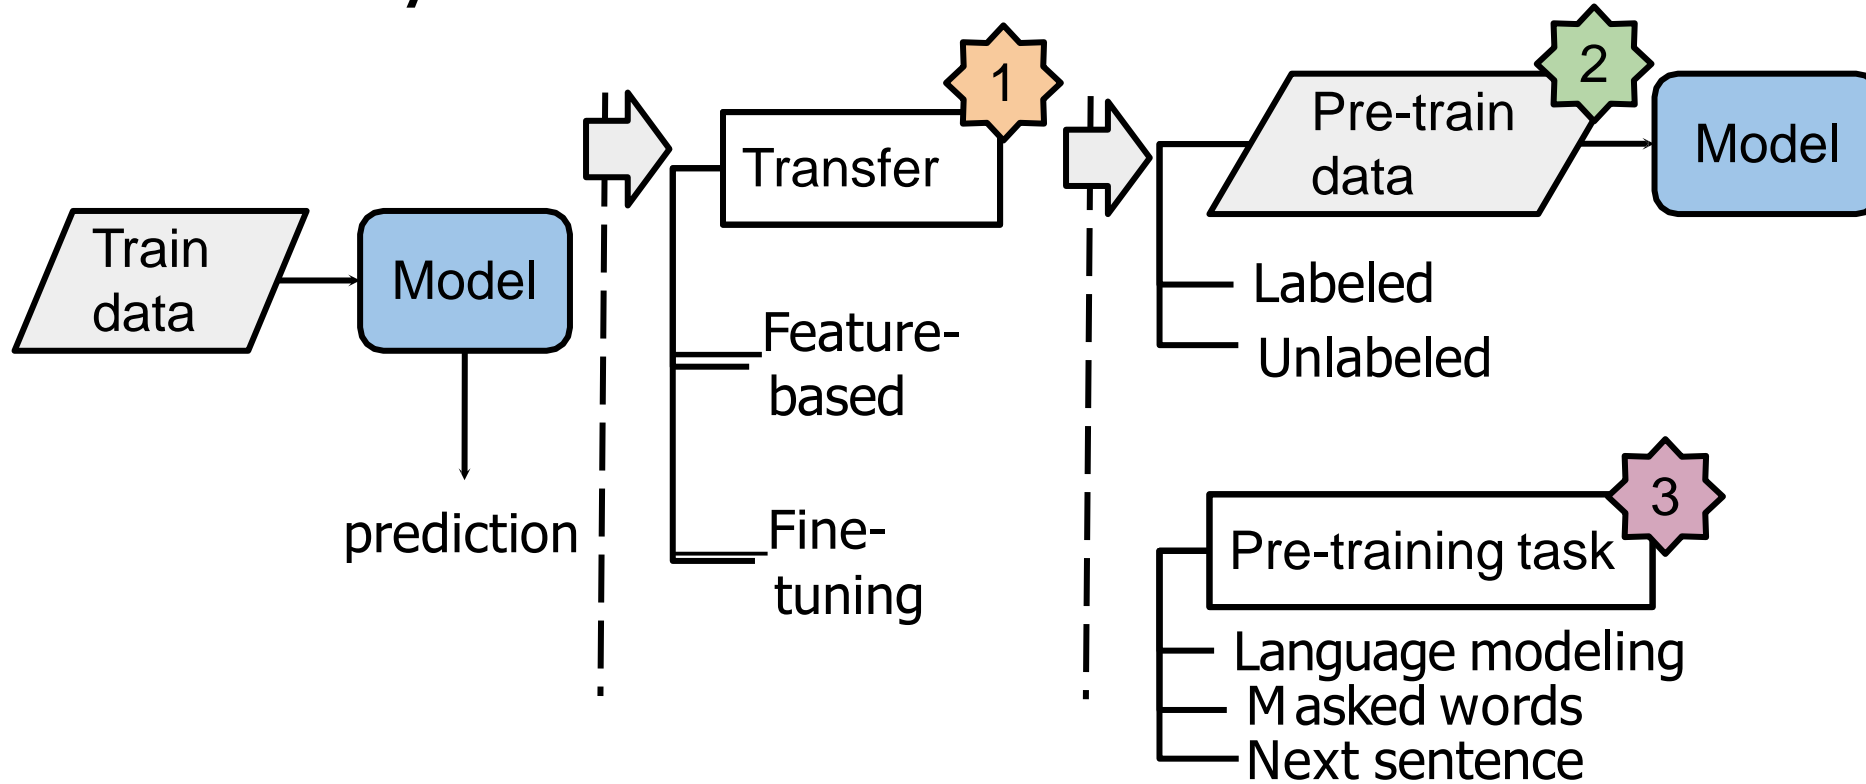 Train
data
Model
prediction
1
Transfer
Feature-
based
Fine-
tuning
2
Pre-train
data
Model
Labeled
Unlabeled
3
Pre-training task
Language modeling
Masked words
Next sentence